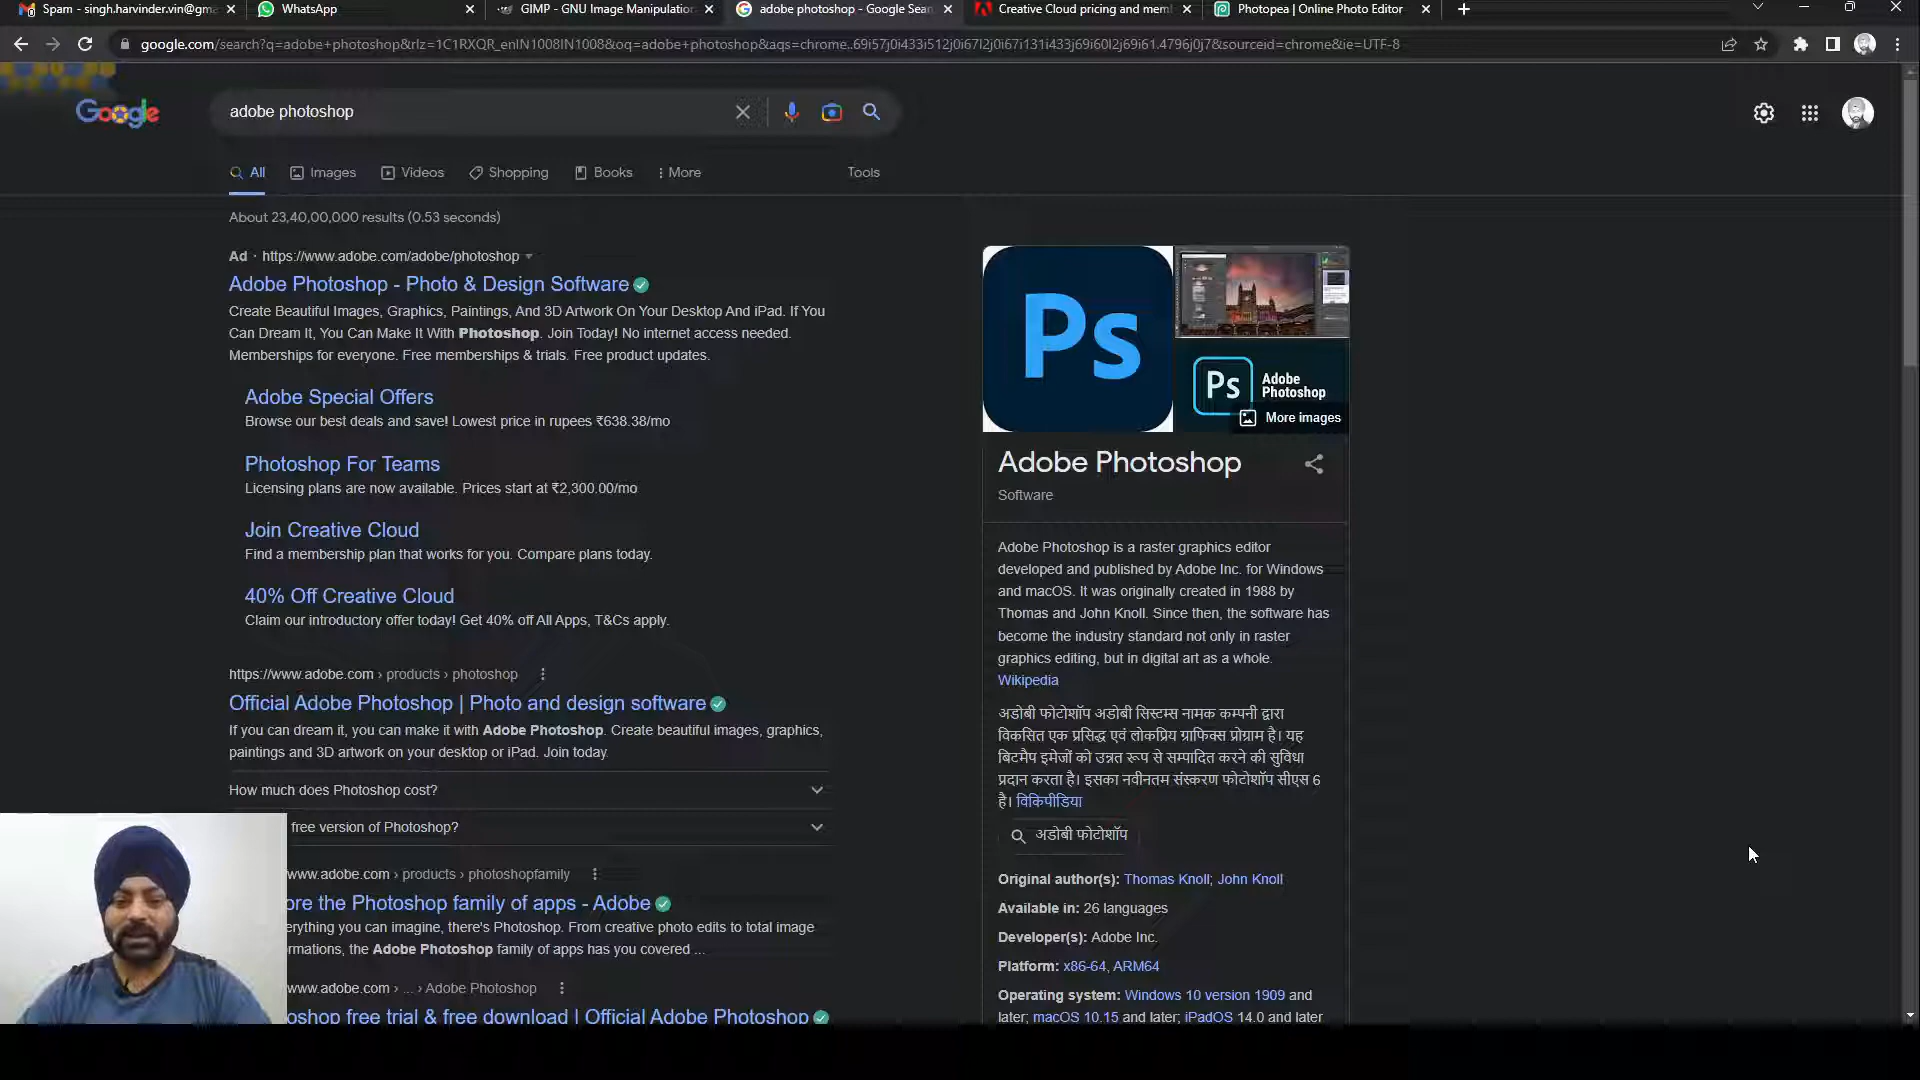 Spam - singh.harvinder.vin@gma
WhatsApp
GIMP - GNU Image Manipulation
adobe photoshop - Google Sear
Creative Cloud pricing and mem
Photopea | Online Photo Editor
google.com/search?q=adobe+photoshop&rlz=1C1RXQR_enIN1008IN1008&oq=adobe+photoshop&aqs=chrome..69i57j0i433i512j0i67l2j0i67i131i433j69i60l2j69i61.4796j0j7&sourceid=chrome&ie=UTF-8
Google
adobe photoshop
All
Images
Videos
Shopping
Books
More
Tools
About 23,40,00,000 results (0.53 seconds)
Ad · https://www.adobe.com/adobe/photoshop
Adobe Photoshop - Photo & Design Software
Create Beautiful Images, Graphics, Paintings, And 3D Artwork On Your Desktop And iPad. If You
Can Dream It, You Can Make It With Photoshop. Join Today! No internet access needed.
Memberships for everyone. Free memberships & trials. Free product updates.
Adobe Special Offers
Browse our best deals and save! Lowest price in rupees ₹638.38/mo
Photoshop For Teams
Licensing plans are now available. Prices start at ₹2,300.00/mo
Join Creative Cloud
Find a membership plan that works for you. Compare plans today.
40% Off Creative Cloud
Claim our introductory offer today! Get 40% off All Apps, T&Cs apply.
https://www.adobe.com › products › photoshop
Official Adobe Photoshop | Photo and design software
If you can dream it, you can make it with Adobe Photoshop. Create beautiful images, graphics,
paintings and 3D artwork on your desktop or iPad. Join today.
How much does Photoshop cost?
free version of Photoshop?
www.adobe.com › products › photoshopfamily
ore the Photoshop family of apps - Adobe
erything you can imagine, there's Photoshop. From creative photo edits to total image
rmations, the Adobe Photoshop family of apps has you covered ...
www.adobe.com › ... › Adobe Photoshop
oshop free trial & free download | Official Adobe Photoshop
Ps
Ps
Adobe
Photoshop
More images
Adobe Photoshop
Software
Adobe Photoshop is a raster graphics editor
developed and published by Adobe Inc. for Windows
and macOS. It was originally created in 1988 by
Thomas and John Knoll. Since then, the software has
become the industry standard not only in raster
graphics editing, but in digital art as a whole.
Wikipedia
अडोबी फोटोशॉप अडोबी सिस्टम्स नामक कम्पनी द्वारा
विकसित एक प्रसिद्ध एवं लोकप्रिय ग्राफिक्स प्रोग्राम है। यह
बिटमैप इमेजों को उन्नत रूप से सम्पादित करने की सुविधा
प्रदान करता है। इसका नवीनतम संस्करण फोटोशॉप सीएस 6
है। विकिपीडिया
अडोबी फोटोशॉप
Original author(s): Thomas Knoll; John Knoll
Available in: 26 languages
Developer(s): Adobe Inc.
Platform: x86-64, ARM64
Operating system: Windows 10 version 1909 and
later; macOS 10.15 and later; iPadOS 14.0 and later